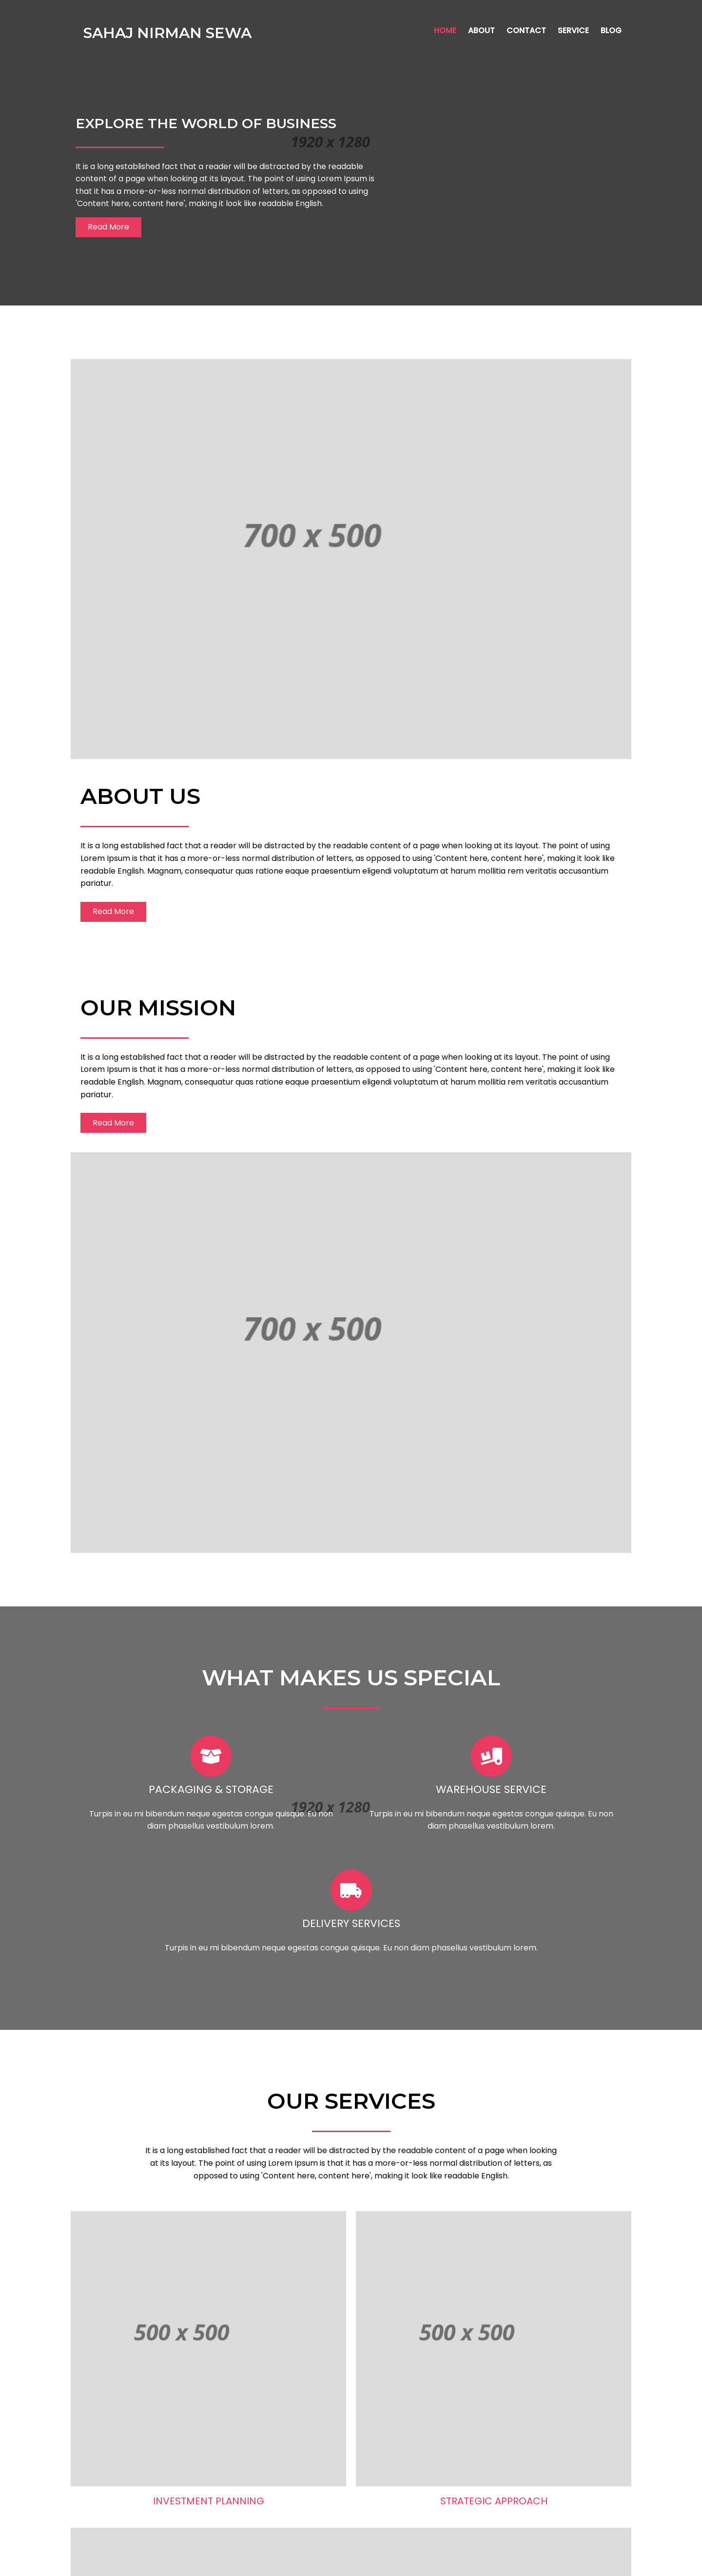 SAHAJ NIRMAN SEWA
HOME ABOUT CONTACT SERVICE BLOG
EXPLORE THE WORLD OF BUSINESS
1920 x 1280
It is a long established fact that a reader will be distracted by the readable
content of a page when looking at its layout. The point of using Lorem Ipsum is
that it has a more-or-less normal distribution of letters, as opposed to using
'Content here, content here', making it look like readable English.
Read More
700 x 500
ABOUT US
It is a long established fact that a reader will be distracted by the readable content of a page when looking at its layout. The point of using
Lorem Ipsum is that it has a more-or-less normal distribution of letters, as opposed to using 'Content here, content here', making it look like
readable English. Magnam, consequatur quas ratione eaque praesentium eligendi voluptatum at harum mollitia rem veritatis accusantium
pariatur.
Read More
OUR MISSION
It is a long established fact that a reader will be distracted by the readable content of a page when looking at its layout. The point of using
Lorem Ipsum is that it has a more-or-less normal distribution of letters, as opposed to using 'Content here, content here', making it look like
readable English. Magnam, consequatur quas ratione eaque praesentium eligendi voluptatum at harum mollitia rem veritatis accusantium
pariatur.
Read More
700 x 500
WHAT MAKES US SPECIAL
PACKAGING & STORAGE
Turpis in eu mi bibendum neque egestas congue quisque. Eu non
diam phasellus vestibulum lorem.
WAREHOUSE SERVICE
Turpis in eu mi bibendum neque egestas congue quisque. Eu non
diam phasellus vestibulum lorem.
1920 x 1280
DELIVERY SERVICES
Turpis in eu mi bibendum neque egestas congue quisque. Eu non diam phasellus vestibulum lorem.
OUR SERVICES
It is a long established fact that a reader will be distracted by the readable content of a page when looking
at its layout. The point of using Lorem Ipsum is that it has a more-or-less normal distribution of letters, as
opposed to using 'Content here, content here', making it look like readable English.
500 x 500
500 x 500
INVESTMENT PLANNING
STRATEGIC APPROACH